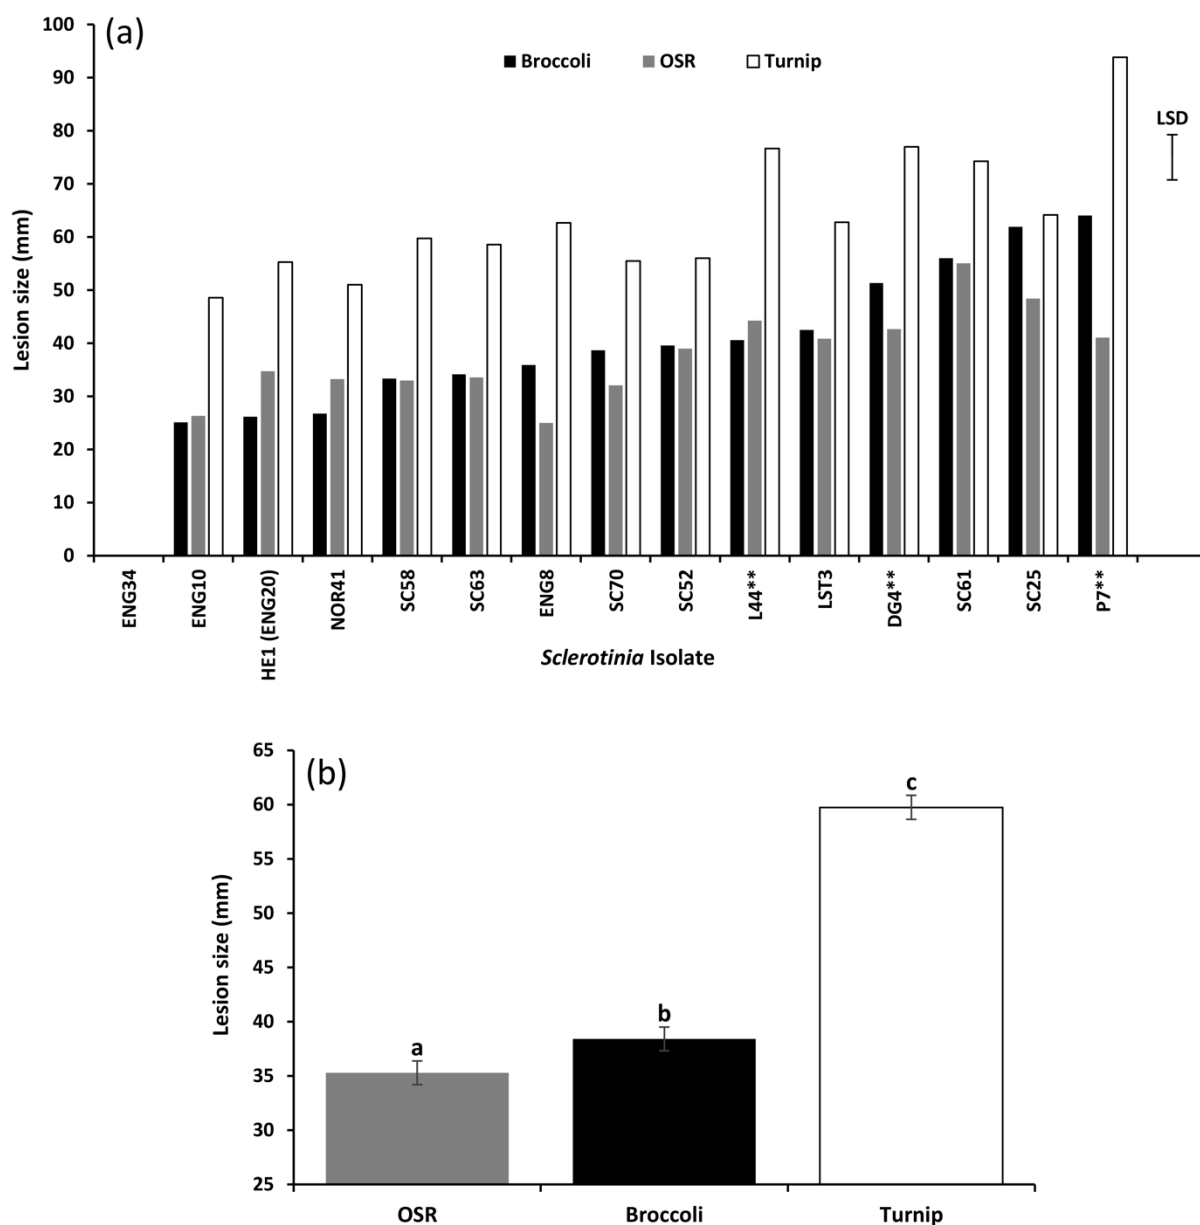 (a)
Broccoli OSR Turnip
LSD
Lesion size (mm)
100
90
80
70
60
50
40
30
20
10
0
ENG34 ENG10 HE1 (ENG20) NOR41 SC58 SC63 ENG8 SC70 SC52 L44** LST3 DG4** SC61 SC25 P7**
Sclerotinia Isolate
(b)
Lesion size (mm)
65
60
55
50
45
40
35
30
25
a b c
OSR Broccoli Turnip